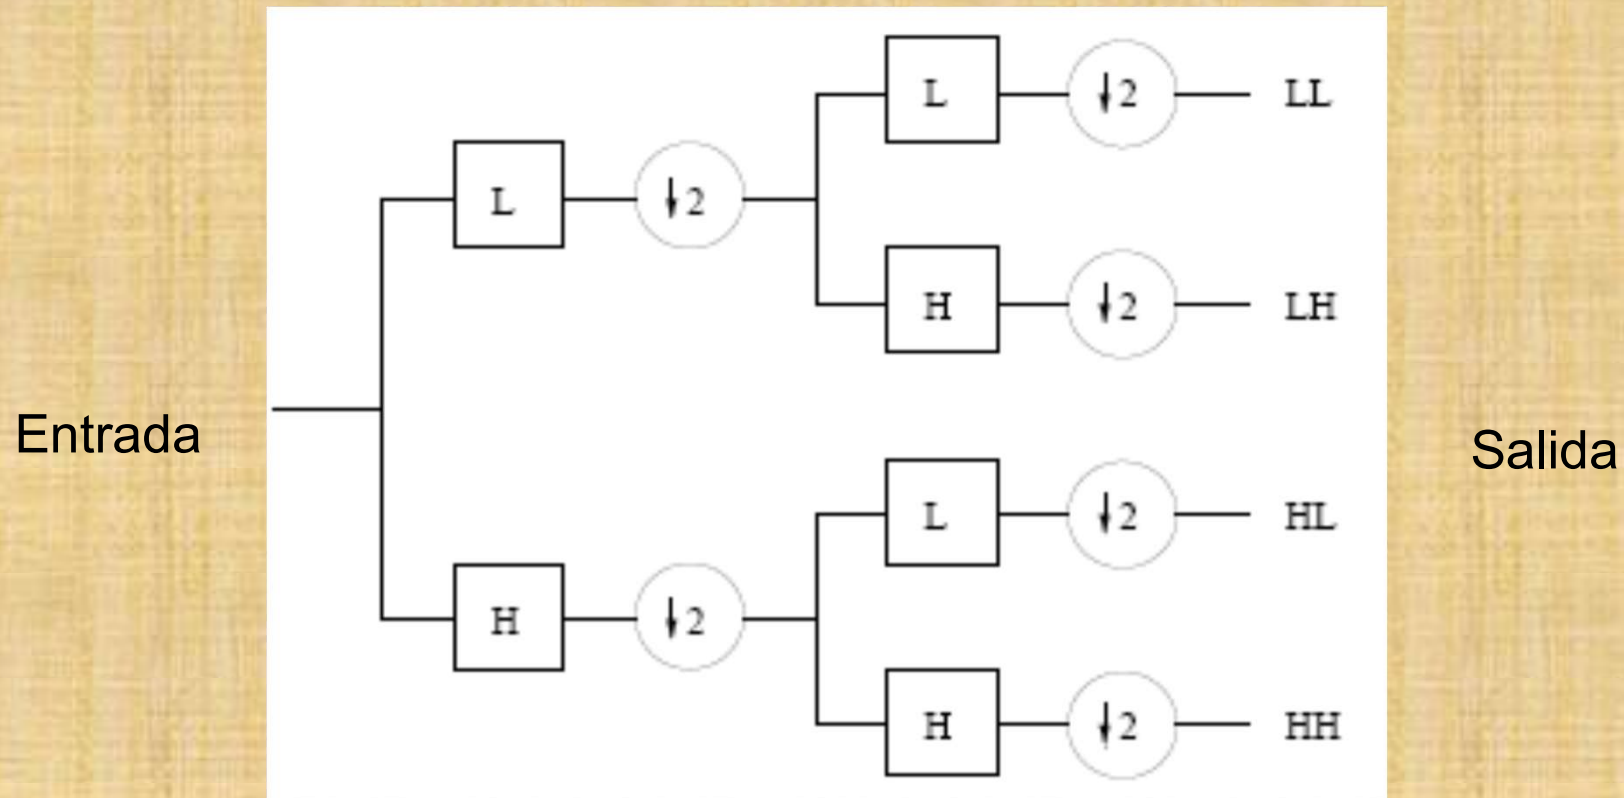 L ↓2 LL
L ↓2
H ↓2 LH
Entrada
Salida
L ↓2 HL
H ↓2
H ↓2 HH